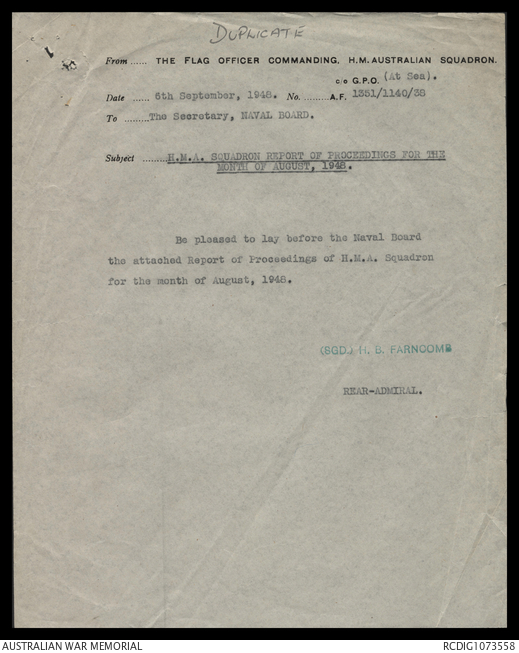 DUPLICATE
From ...... THE FLAG OFFICER COMMANDING, H.M. AUSTRALIAN SQUADRON.
c/o G.P.O. (At Sea).
Date ..... 6th September, 1948. No. .........A.F. 1351/1140/38
To .........The Secretary, NAVAL BOARD.
Subject .........H.M.A. SQUADRON REPORT OF PROCEEDINGS FOR THE
MONTH OF AUGUST, 1948.
Be pleased to lay before the Naval Board
the attached Report of Proceedings of H.M.A. Squadron
for the month of August, 1948.
(SGD.) H. B. FARNCOMB
REAR-ADMIRAL.
AUSTRALIAN WAR MEMORIAL
RCDIG1073558